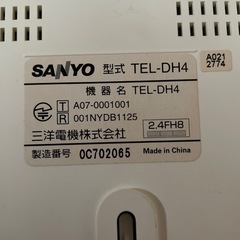 SANYO 型式 TEL-DH4
機器名 TEL-DH4
T
R
A07-0001001
001NYDB1125
2.4FH8
三洋電機株式会社
Made in China
製造番号 0C702065
A021
2774